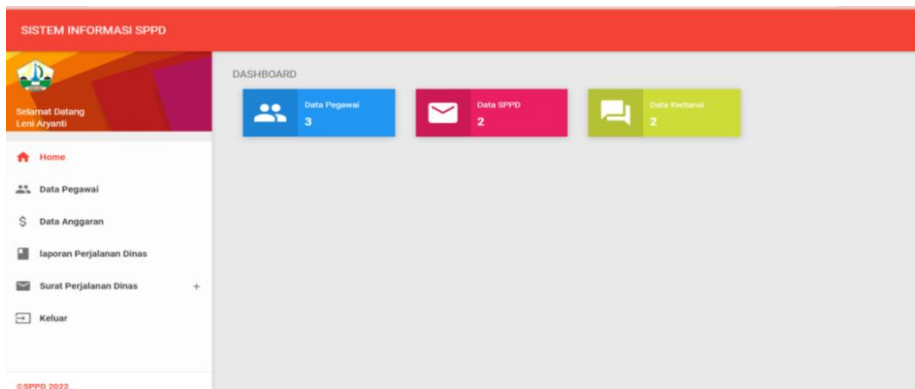 SISTEM INFORMASI SPPD
Selamat Datang
Leni Aryanti
Home
Data Pegawai
Data Anggaran
laporan Perjalanan Dinas
Surat Perjalanan Dinas +
Keluar
©SPPD 2022.
DASHBOARD
Data Pegawai
3
Data SPPD
2
Data Kwitansi
2